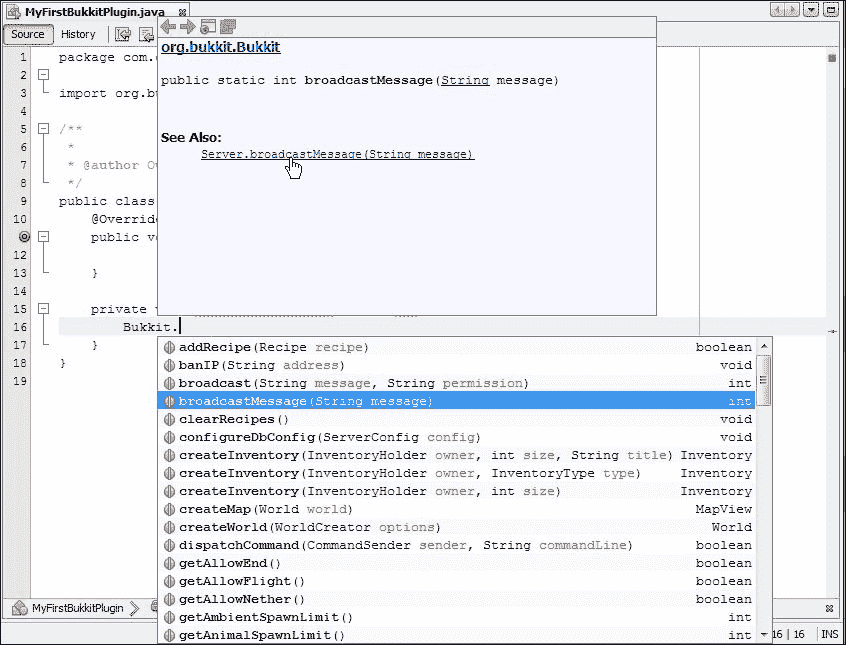 MyFirstBukkitPlugin.java
Source History
org.bukkit.Bukkit
public static int broadcastMessage(String message)
See Also:
Server.broadcastMessage(String message)
1 package com.
2
3 import org.bu
4
5 /**
6 *
7 * @author O
8 */
9 public class
10 @Override
public vo
12
13 }
14
15 private
16 Bukkit.
17 }
18 }
19
addRecipe(Recipe recipe) boolean
banIP(String address) void
broadcast(String message, String permission) int
broadcastMessage(String message) int
clearRecipes() void
configureDbConfig(ServerConfig config) void
createInventory(InventoryHolder owner, int size, String title) Inventory
createInventory(InventoryHolder owner, InventoryType type) Inventory
createInventory(InventoryHolder owner, int size) Inventory
createMap(World world) MapView
createWorld(WorldCreator options) World
dispatchCommand(CommandSender sender, String commandLine) boolean
getAllowEnd() boolean
getAllowFlight() boolean
getAllowNether() boolean
getAmbientSpawnLimit() int
getAnimalSpawnLimit() int
MyFirstBukkitPlugin
16 | 16 INS